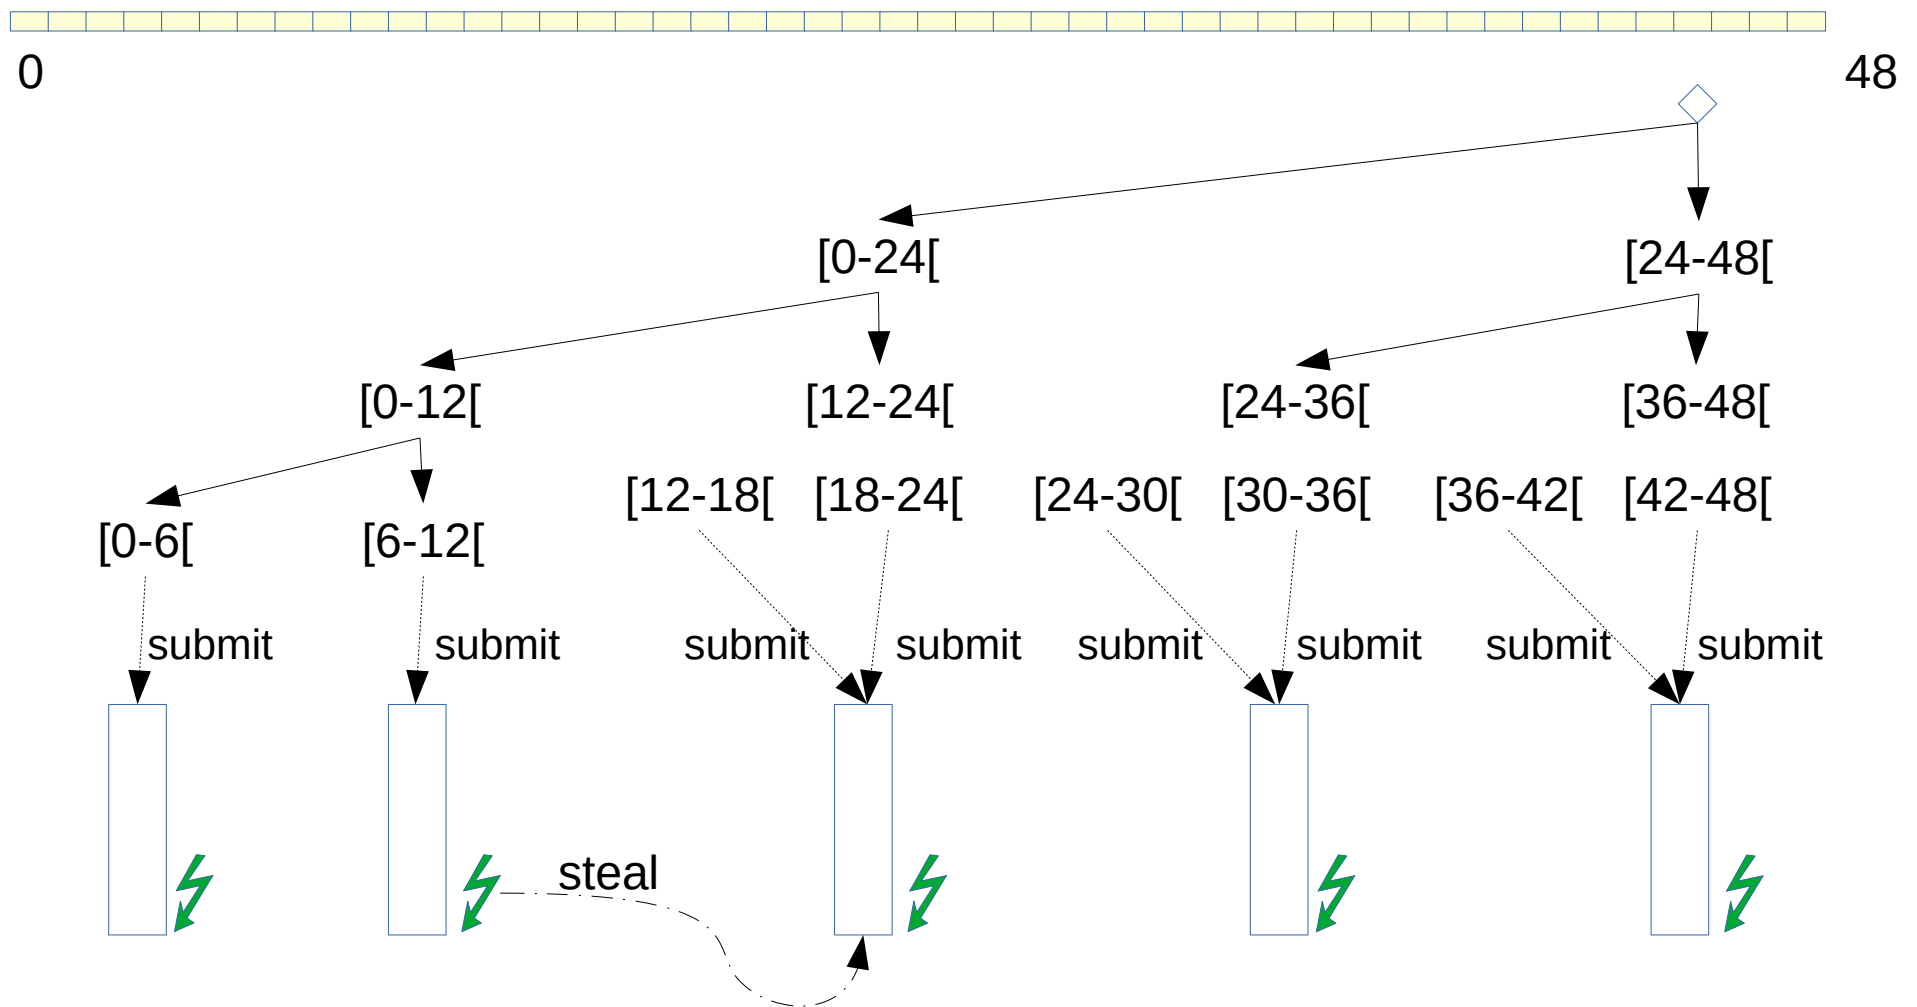 0
48
[0-24[
[24-48[
[0-12[
[12-24[
[24-36[
[36-48[
[12-18[
[18-24[
[24-30[
[30-36[
[36-42[
[42-48[
[0-6[
[6-12[
submit
submit
submit
submit
submit
submit
submit
submit
steal